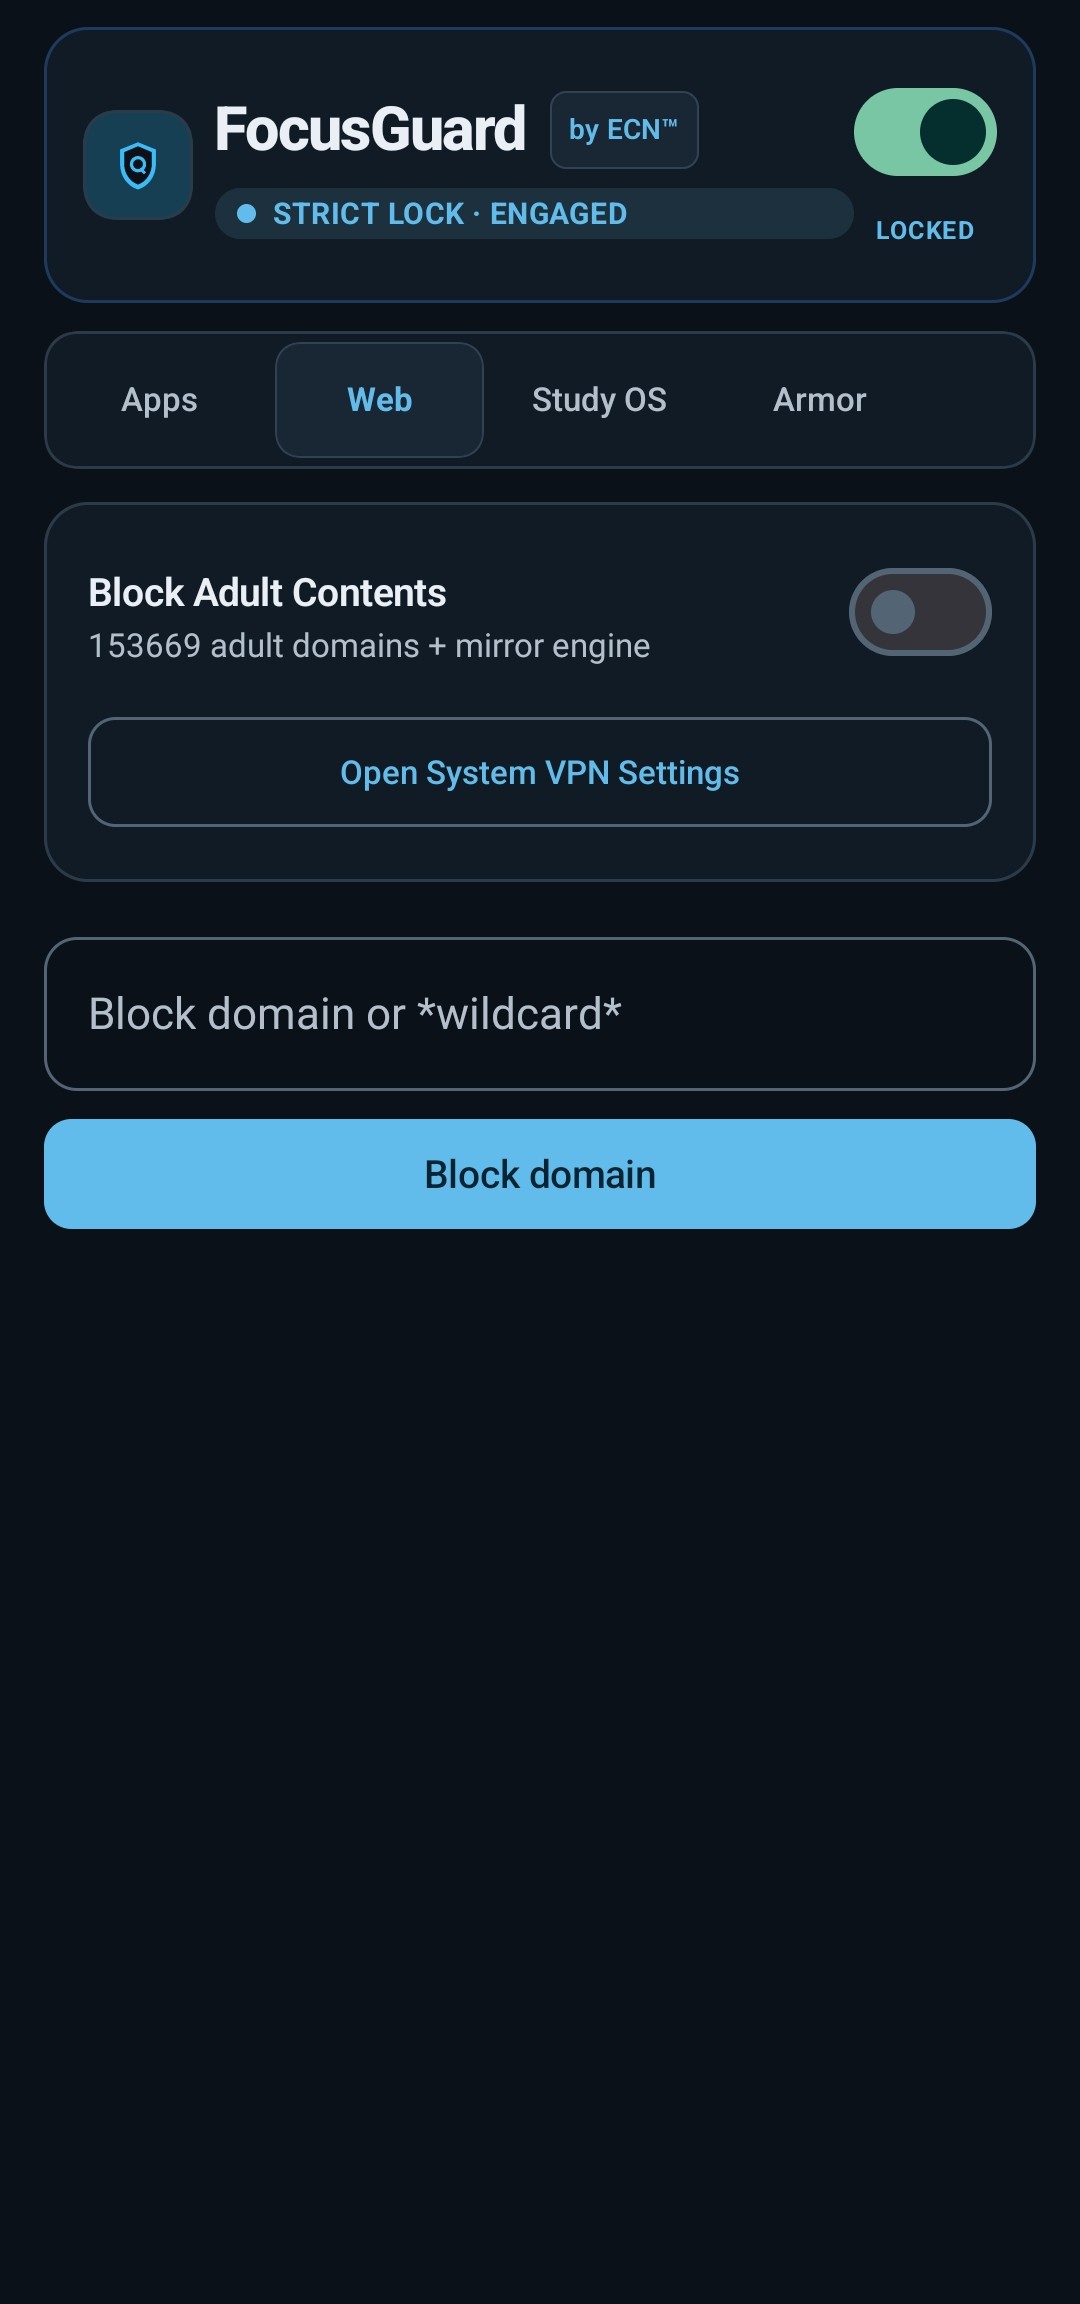 FocusGuard
by ECN™
STRICT LOCK · ENGAGED
LOCKED
Apps
Web
Study OS
Armor
Block Adult Contents
153669 adult domains + mirror engine
Open System VPN Settings
Block domain or *wildcard*
Block domain